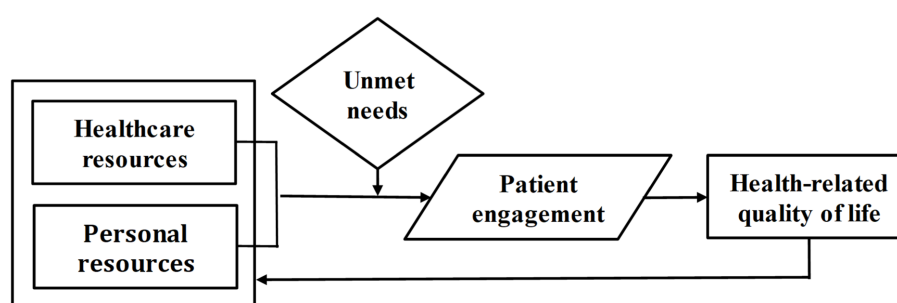 Unmet
needs
Healthcare
resources
Personal
resources
Patient
engagement
Health-related
quality of life